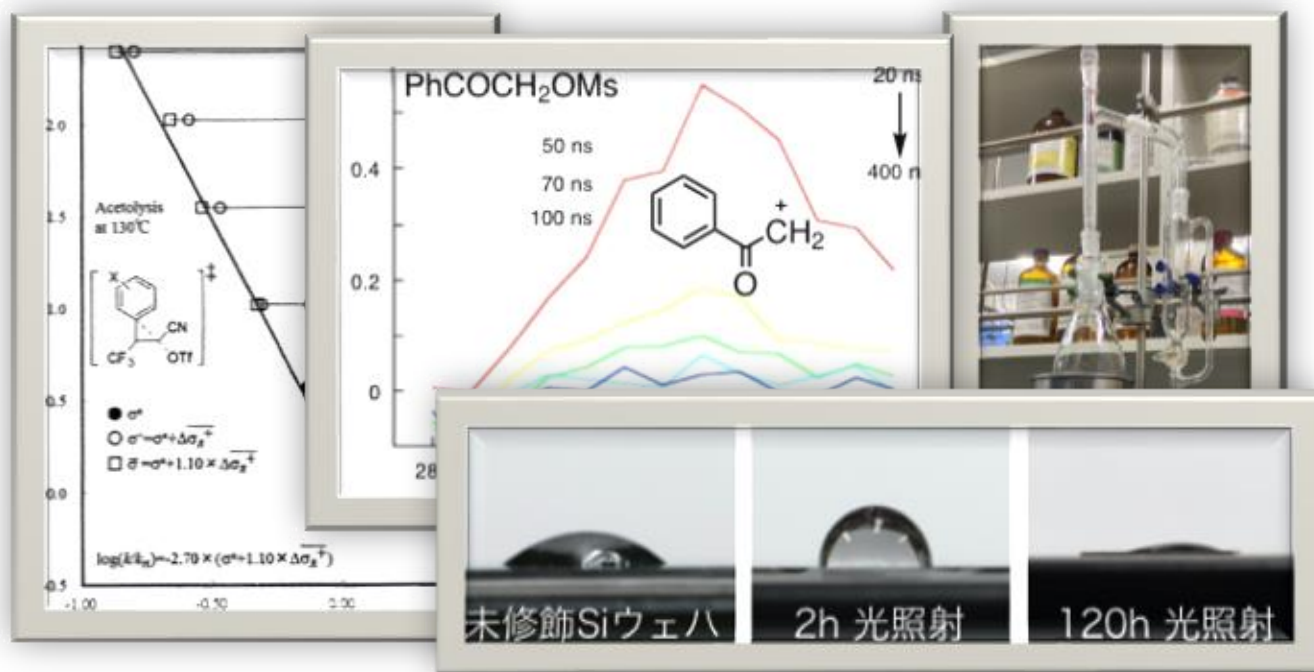 2.0
1.5
1.0
0.5
0.0
-0.5
-1.00
-0.50
Acetolysis
at 130℃
X
‡
CN
CF₃
OTf
● σ°
log(k/kH)=-2.70 × (σ°+1.10 × Δσ̄R⁺)
PhCOCH₂OMs
50 ns
70 ns
100 ns
20 ns
400 n
0.4
0.2
0
28
+
CH₂
O
未修飾Siウェハ
2h 光照射
120h 光照射